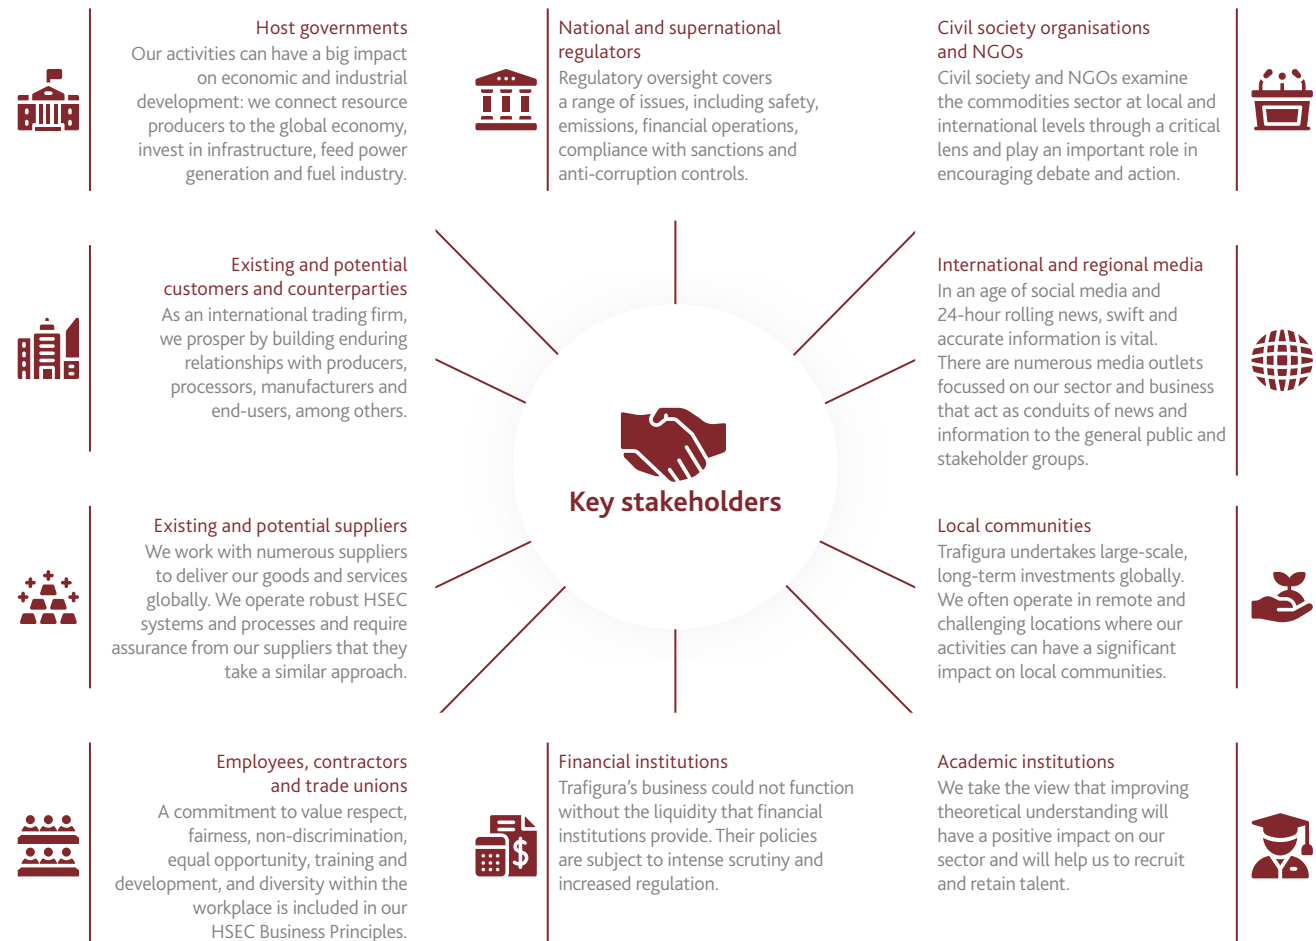 Host governments
Our activities can have a big impact
on economic and industrial
development: we connect resource
producers to the global economy,
invest in infrastructure, feed power
generation and fuel industry.
National and supernational
regulators
Regulatory oversight covers
a range of issues, including safety,
emissions, financial operations,
compliance with sanctions and
anti-corruption controls.
Civil society organisations
and NGOs
Civil society and NGOs examine
the commodities sector at local and
international levels through a critical
lens and play an important role in
encouraging debate and action.
Existing and potential
customers and counterparties
As an international trading firm,
we prosper by building enduring
relationships with producers,
processors, manufacturers and
end-users, among others.
International and regional media
In an age of social media and
24-hour rolling news, swift and
accurate information is vital.
There are numerous media outlets
focussed on our sector and business
that act as conduits of news and
information to the general public and
stakeholder groups.
Key stakeholders
Existing and potential suppliers
We work with numerous suppliers
to deliver our goods and services
globally. We operate robust HSEC
systems and processes and require
assurance from our suppliers that they
take a similar approach.
Local communities
Trafigura undertakes large-scale,
long-term investments globally.
We often operate in remote and
challenging locations where our
activities can have a significant
impact on local communities.
Employees, contractors
and trade unions
A commitment to value respect,
fairness, non-discrimination,
equal opportunity, training and
development, and diversity within the
workplace is included in our
HSEC Business Principles.
Financial institutions
Trafigura's business could not function
without the liquidity that financial
institutions provide. Their policies
are subject to intense scrutiny and
increased regulation.
$
Academic institutions
We take the view that improving
theoretical understanding will
have a positive impact on our
sector and will help us to recruit
and retain talent.